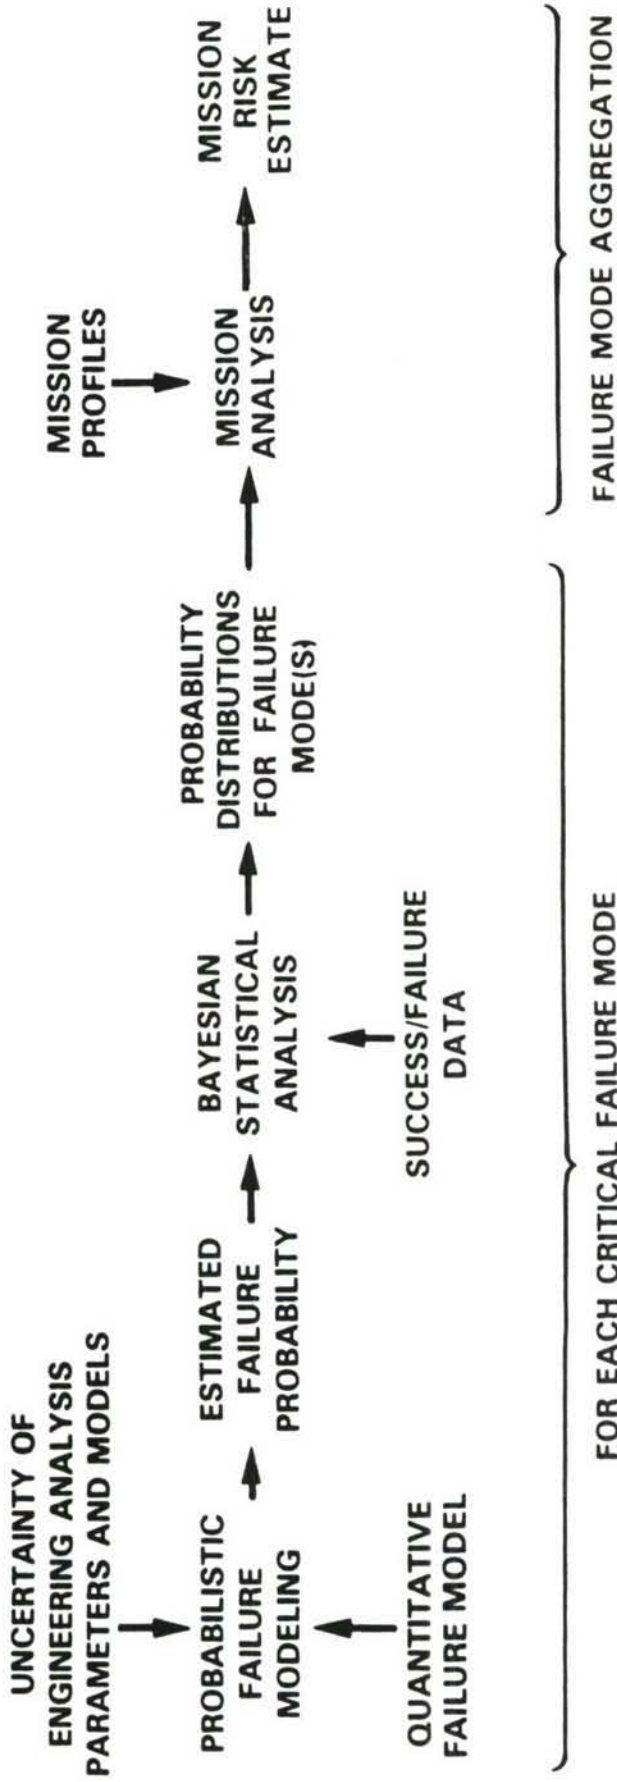 UNCERTAINTY OF
ENGINEERING ANALYSIS
PARAMETERS AND MODELS
PROBABILISTIC
FAILURE
MODELING
QUANTITATIVE
FAILURE MODEL
ESTIMATED
FAILURE
PROBABILITY
BAYESIAN
STATISTICAL
ANALYSIS
SUCCESS/FAILURE
DATA
PROBABILITY
DISTRIBUTIONS
FOR FAILURE
MODE(S)
MISSION
PROFILES
MISSION
ANALYSIS
MISSION
RISK
ESTIMATE
FOR EACH CRITICAL FAILURE MODE
FAILURE MODE AGGREGATION